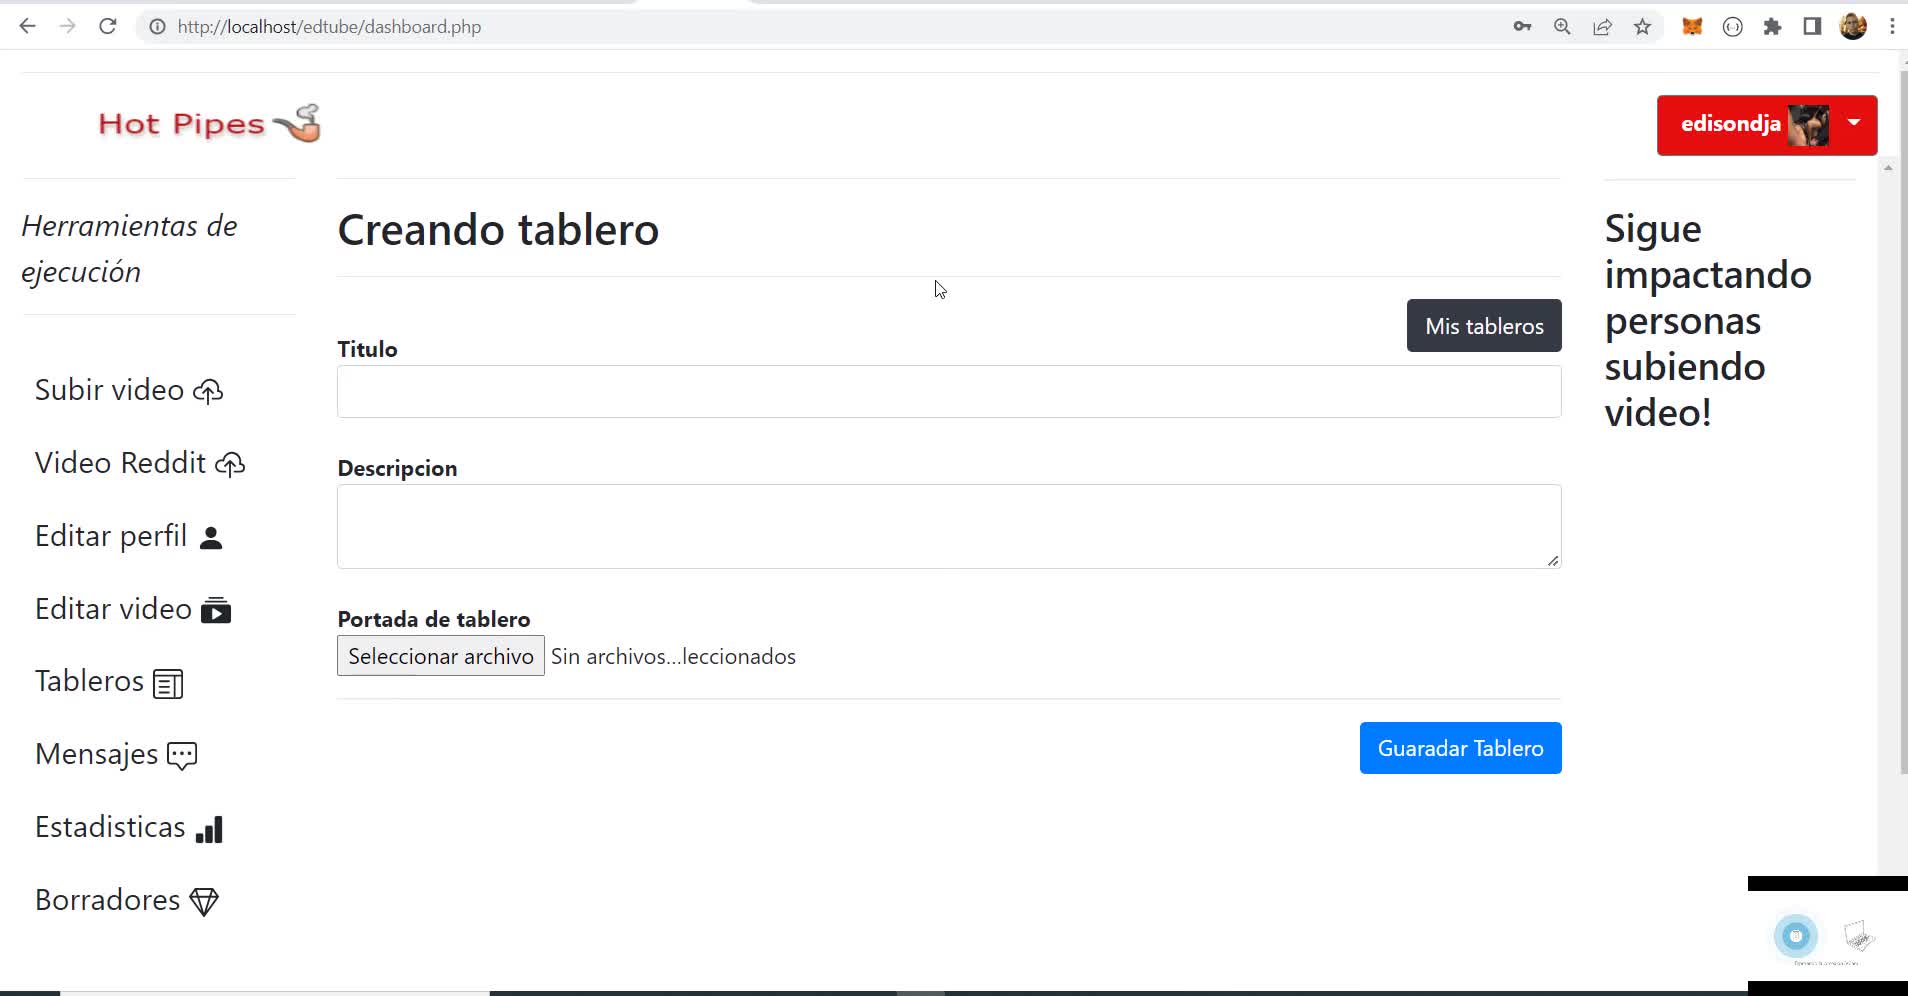 http://localhost/edtube/dashboard.php
Hot Pipes
edisondja
Herramientas de
ejecución
Subir video
Video Reddit
Editar perfil
Editar video
Tableros
Mensajes
Estadisticas
Borradores
Creando tablero
Mis tableros
Titulo
Descripcion
Portada de tablero
Seleccionar archivo Sin archivos...leccionados
Guaradar Tablero
Sigue
impactando
personas
subiendo
video!